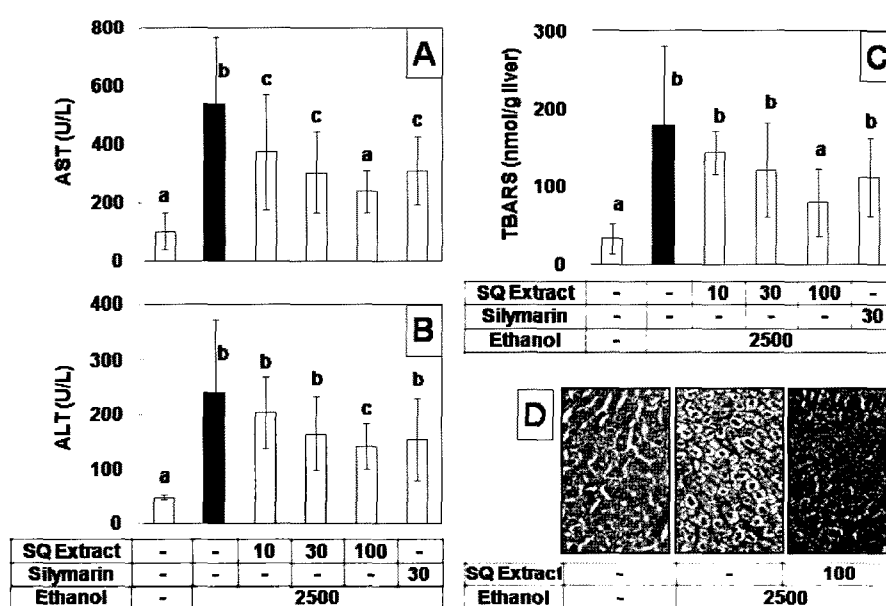 A
AST (U/L)
800
600
400
200
0
a
b
c
c
a
c
B
ALT (U/L)
400
300
200
100
0
a
b
b
b
c
b
SQ Extract - - 10 30 100 -
Silymarin - - - - - 30
Ethanol - 2500
C
TBARS (nmol/g liver)
300
200
100
0
a
b
b
b
a
b
SQ Extract - - 10 30 100 -
Silymarin - - - - - 30
Ethanol - 2500
D
SQ Extract - - 100
Ethanol - 2500